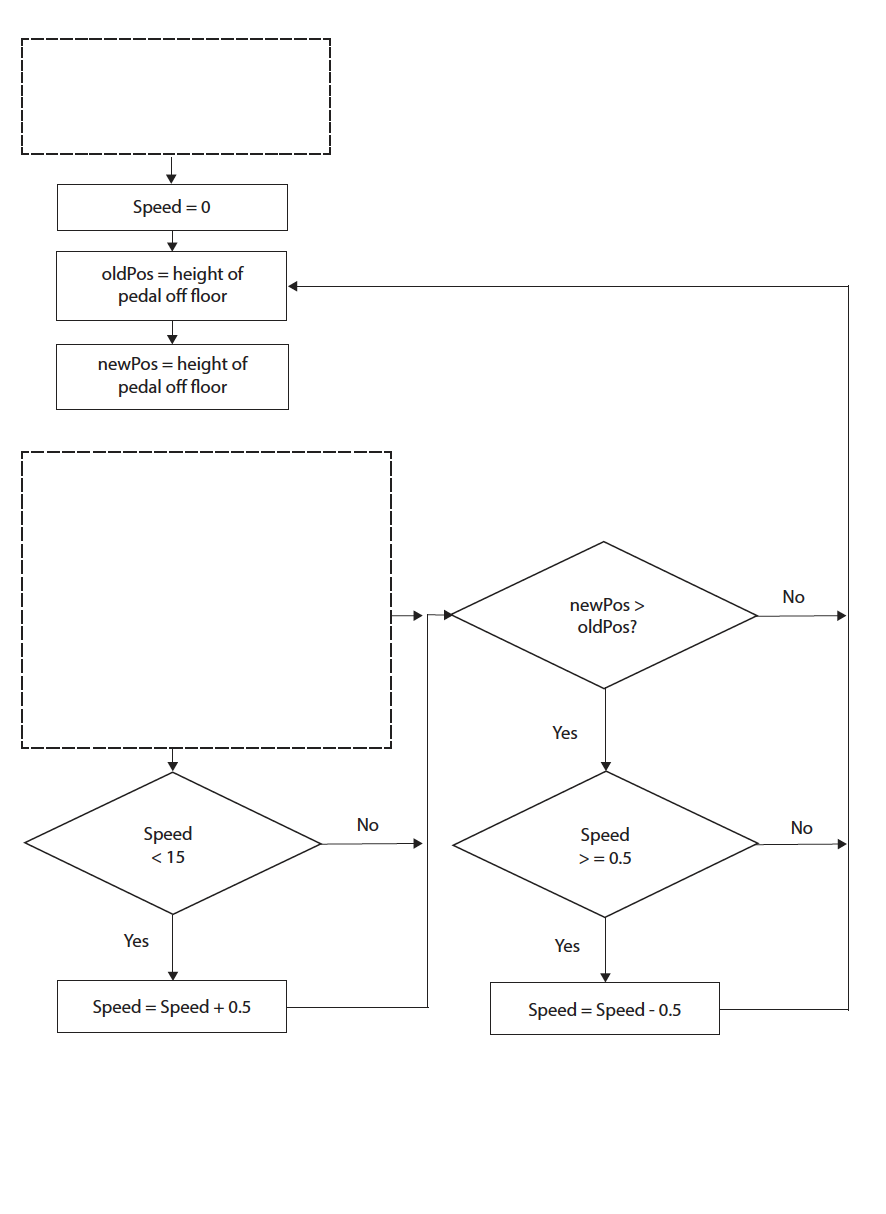 Speed = 0
oldPos = height of
pedal off floor
newPos = height of
pedal off floor
newPos >
oldPos?
No
Yes
Speed
< 15
No
Yes
Speed = Speed + 0.5
Speed
> = 0.5
No
Yes
Speed = Speed - 0.5